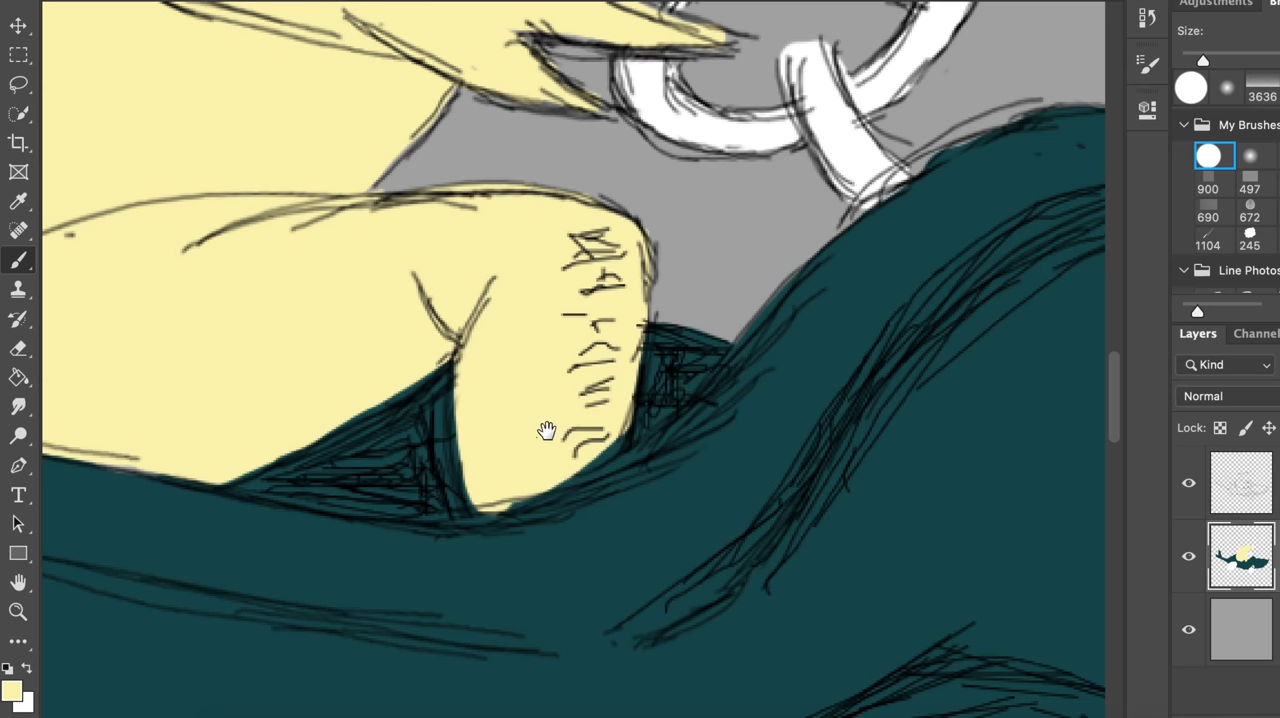 Adjustments
Size:
3636
My Brushes
900 497
690 672
1104 245
Line Photos
Layers Channel
Kind
Normal
Lock: